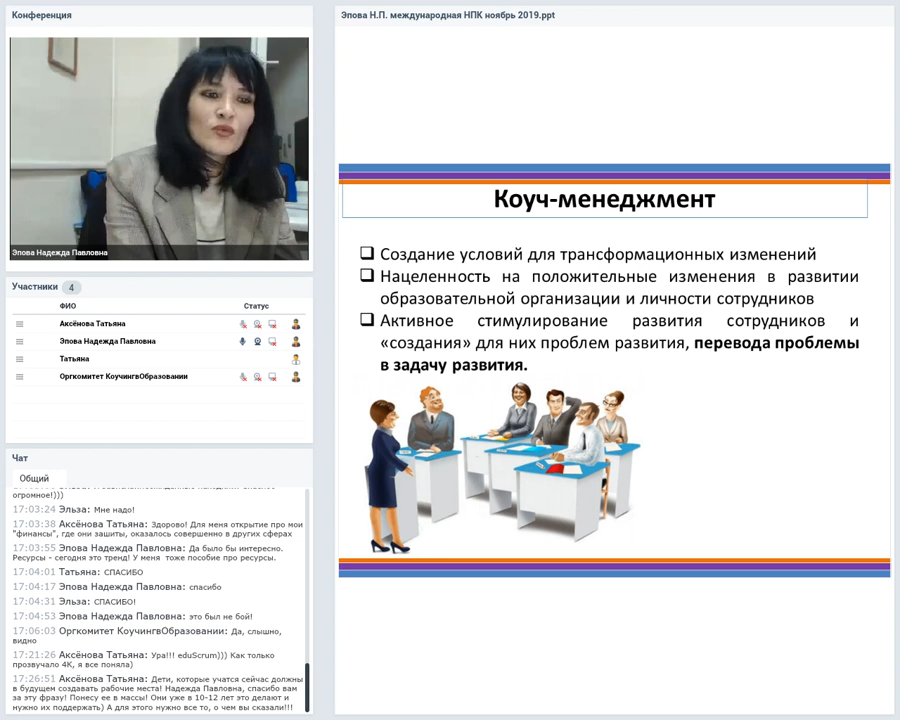 Конференция
Эпова Надежда Павловна
Участники 4
ФИО Статус
Аксёнова Татьяна
Эпова Надежда Павловна
Татьяна
Оргкомитет КоучингвОбразовании
Чат
Общий
огромное!)))
17:03:24 Эльза: Мне надо!
17:03:38 Аксёнова Татьяна: Здорово! Для меня открытие про мои
"финансы", где они зашиты, оказалось совершенно в других сферах
17:03:55 Эпова Надежда Павловна: Да было бы интересно.
Ресурсы - сегодня это тренд! У меня тоже пособие про ресурсы.
17:04:01 Татьяна: СПАСИБО
17:04:17 Эпова Надежда Павловна: спасибо
17:04:31 Эльза: СПАСИБО!
17:04:53 Эпова Надежда Павловна: это был не бой!
17:06:03 Оргкомитет КоучингвОбразовании: Да, слышно,
видно
17:21:26 Аксёнова Татьяна: Ура!!! eduScrum))) Как только
прозвучало 4К, я все поняла)
17:26:51 Аксёнова Татьяна: Дети, которые учатся сейчас должны
в будущем создавать рабочие места! Надежда Павловна, спасибо вам
за эту фразу! Понесу ее в массы! Они уже в 10-12 лет это делают и
нужно их поддержать) А для этого нужно все то, о чем вы сказали!!!
Эпова Н.П. международная НПК ноябрь 2019.ppt
Коуч-менеджмент
Создание условий для трансформационных изменений
Нацеленность на положительные изменения в развитии
образовательной организации и личности сотрудников
Активное стимулирование развития сотрудников и
«создания» для них проблем развития, перевода проблемы
в задачу развития.